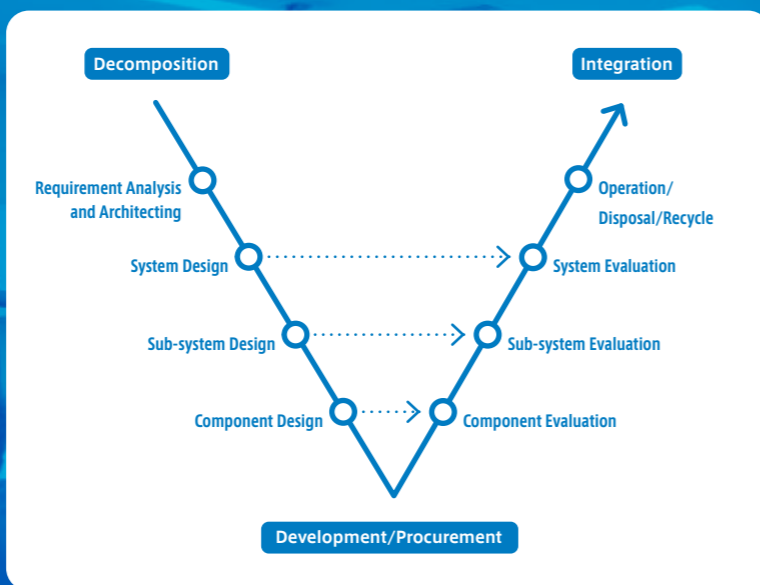 Decomposition
Integration
Requirement Analysis
and Architecting
Operation/
Disposal/Recycle
System Design
System Evaluation
Sub-system Design
Sub-system Evaluation
Component Design
Component Evaluation
Development/Procurement